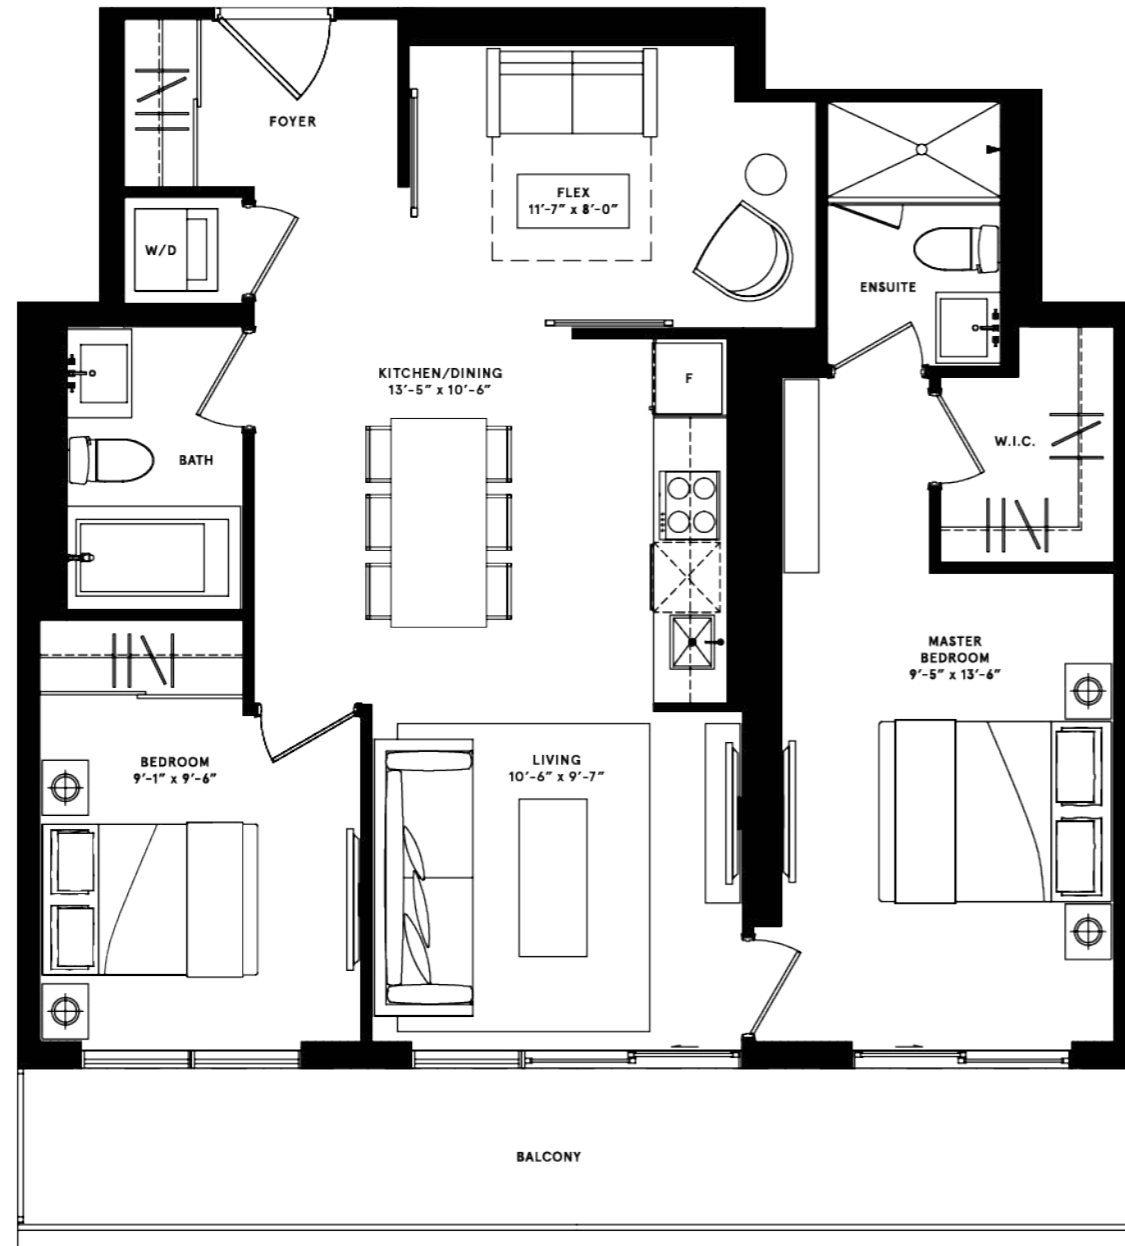 FOYER
FLEX
11'-7" x 8'-0"
W/D
ENSUITE
KITCHEN/DINING
13'-5" x 10'-6"
F
W.I.C.
BATH
MASTER
BEDROOM
9'-5" x 13'-6"
BEDROOM
9'-1" x 9'-6"
LIVING
10'-6" x 9'-7"
BALCONY